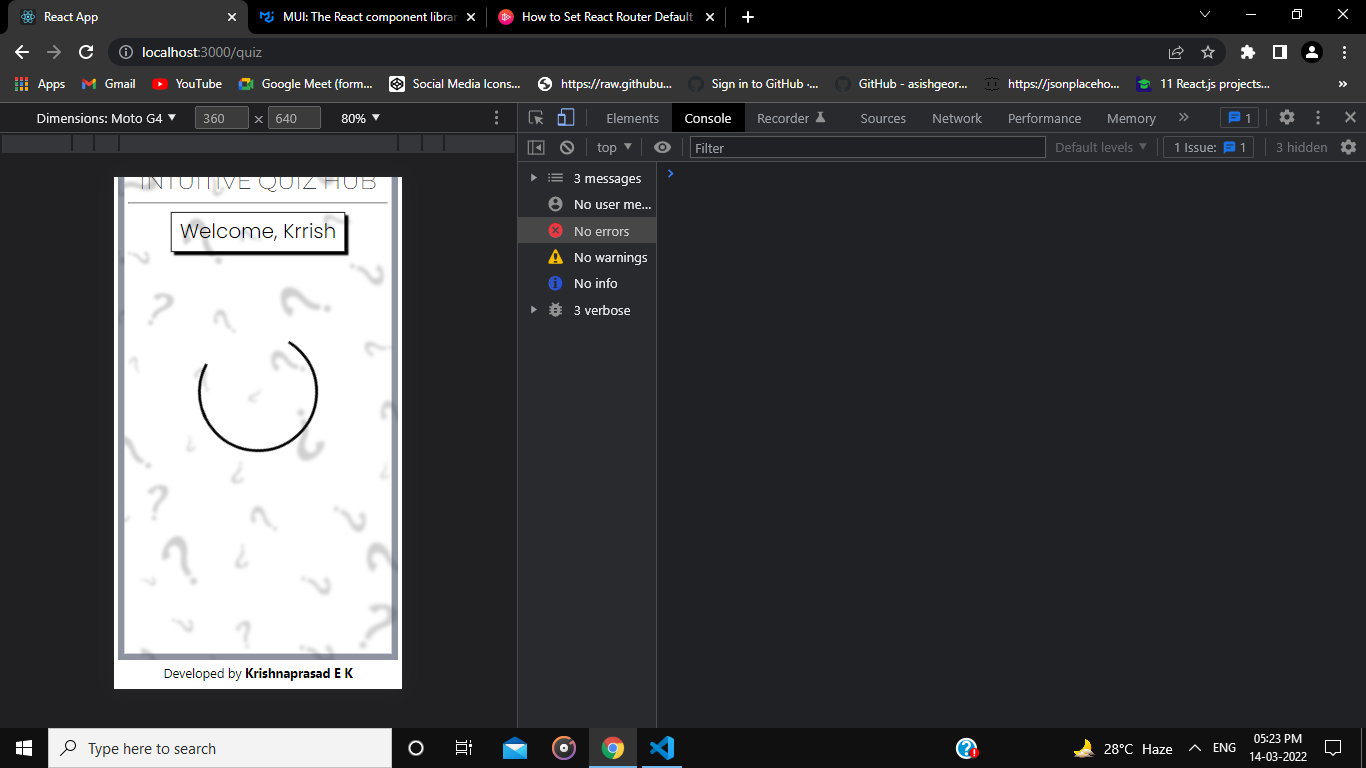 React App
MUI: The React component librar
How to Set React Router Default
localhost:3000/quiz
Apps
Gmail
YouTube
Google Meet (form...
Social Media Icons...
https://raw.githubu...
Sign in to GitHub ·...
GitHub - asishgeor...
https://jsonplaceho...
11 React.js projects...
»
Dimensions: Moto G4
360 × 640
80%
Elements
Console
Recorder
Sources
Network
Performance
Memory
»
1
top
Filter
Default levels
1 Issue:
1
3 hidden
3 messages
No user me...
No errors
No warnings
No info
3 verbose
INTUITIVE QUIZ HUB
Welcome, Krrish
Developed by Krishnaprasad E K
Type here to search
28°C Haze
ENG
05:23 PM
14-03-2022